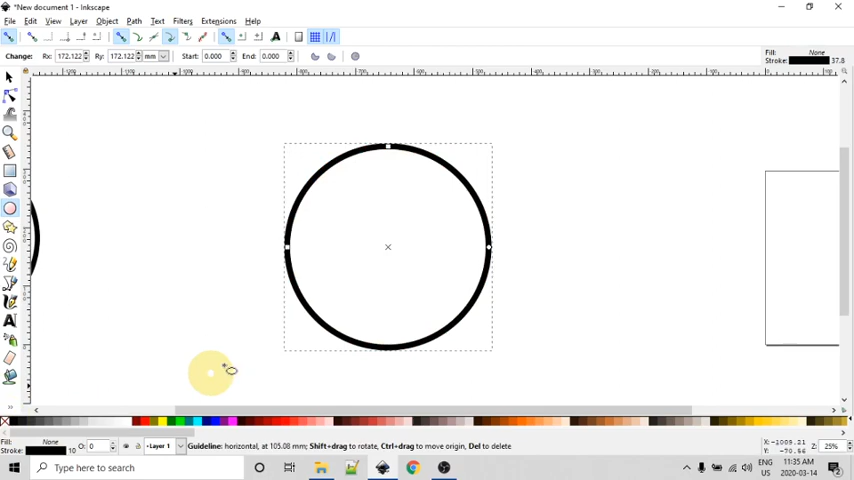 *New document 1 - Inkscape
File Edit View Layer Object Path Text Filters Extensions Help
Change: Rx: 172.122 Ry: 172.122 mm Start: 0.000 End: 0.000 Fill: None
Stroke: 37.8
Fill: None O: 0 Layer 1 Guideline: horizontal, at 105.08 mm; Shift+drag to rotate, Ctrl+drag to move origin, Del to delete X: -1009.21 Z: 25%
Stroke: 10 Y: -70.56
Type here to search ENG 11:35 AM
US 2020-03-14 2